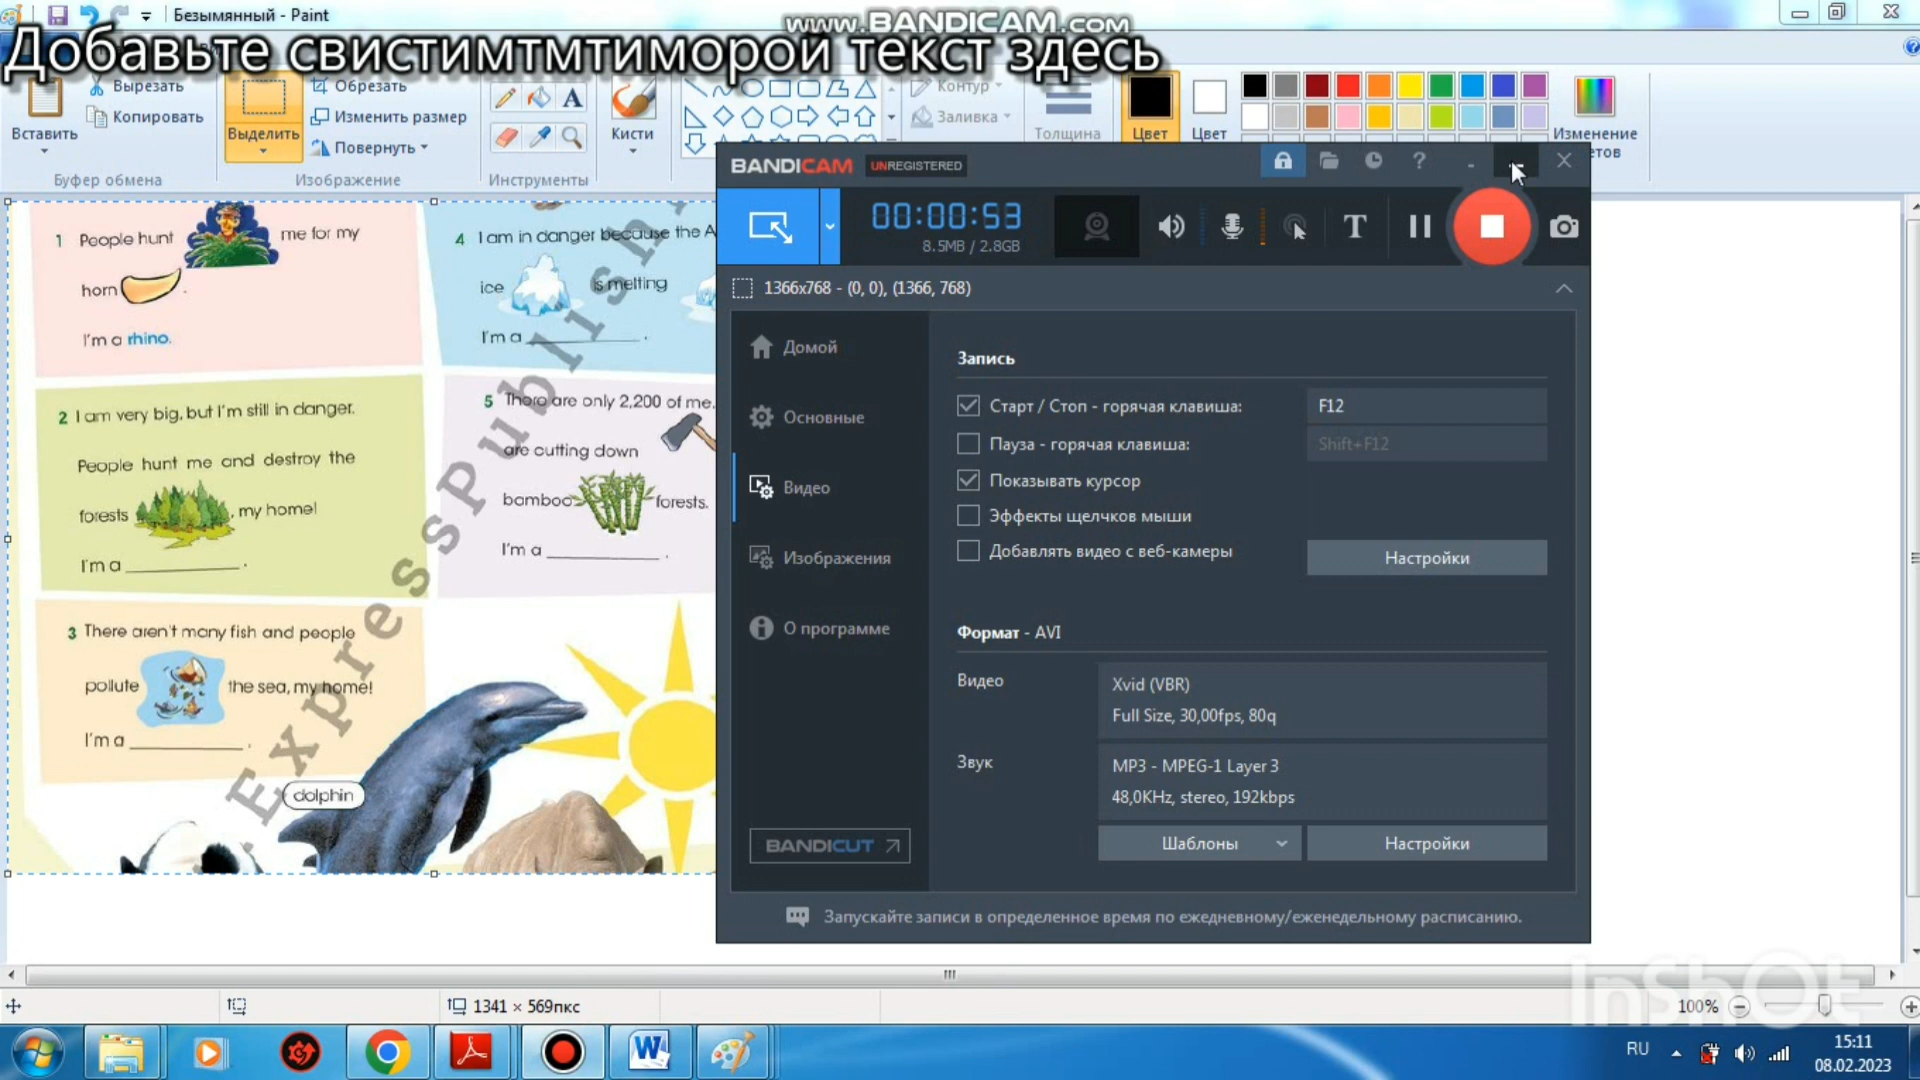 Безымянный - Paint
www.BANDICAM.com
Добавьте свистимтмтиморой текст здесь
Вставить
Вырезать
Копировать
Буфер обмена
Выделить
Обрезать
Изменить размер
Повернуть
Изображение
Инструменты
Кисти
Контур
Заливка
Толщина
Цвет
Цвет
Изменение
1 People hunt me for my
horn .
I'm a rhino.
2 I am very big, but I'm still in danger.
People hunt me and destroy the
forests , my home!
I'm a ____________ .
3 There aren't many fish and people
pollute the sea, my home!
I'm a ____________ .
4 I am in danger because the A
ice is melting
I'm a ____________ .
5 There are only 2,200 of me.
are cutting down
bamboo forests.
I'm a ____________ .
dolphin
ExpressPublish
BANDICAM UNREGISTERED
00:00:53
8.5MB / 2.8GB
1366x768 - (0, 0), (1366, 768)
Домой
Основные
Видео
Изображения
О программе
BANDICUT
Запись
Старт / Стоп - горячая клавиша: F12
Пауза - горячая клавиша: Shift+F12
Показывать курсор
Эффекты щелчков мыши
Добавлять видео с веб-камеры
Настройки
Формат - AVI
Видео
Xvid (VBR)
Full Size, 30,00fps, 80q
Звук
MP3 - MPEG-1 Layer 3
48,0KHz, stereo, 192kbps
Шаблоны
Настройки
Запускайте записи в определенное время по ежедневному/еженедельному расписанию.
InShOt
1341 × 569пкс
100%
RU
15:11
08.02.2023